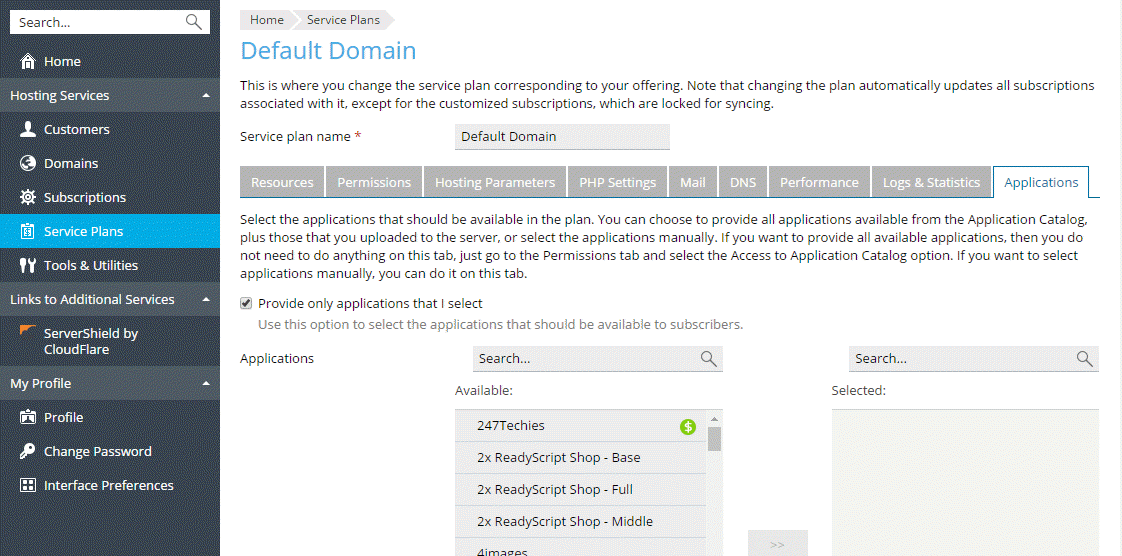 Search...
Home
Hosting Services
Customers
Domains
Subscriptions
Service Plans
Tools & Utilities
Links to Additional Services
ServerShield by
CloudFlare
My Profile
Profile
Change Password
Interface Preferences
Home Service Plans
Default Domain
This is where you change the service plan corresponding to your offering. Note that changing the plan automatically updates all subscriptions
associated with it, except for the customized subscriptions, which are locked for syncing.
Service plan name * Default Domain
Resources Permissions Hosting Parameters PHP Settings Mail DNS Performance Logs & Statistics Applications
Select the applications that should be available in the plan. You can choose to provide all applications available from the Application Catalog,
plus those that you uploaded to the server, or select the applications manually. If you want to provide all available applications, then you do
not need to do anything on this tab, just go to the Permissions tab and select the Access to Application Catalog option. If you want to select
applications manually, you can do it on this tab.
Provide only applications that I select
Use this option to select the applications that should be available to subscribers.
Applications Search... Search...
Available: Selected:
247Techies $
2x ReadyScript Shop - Base
2x ReadyScript Shop - Full
2x ReadyScript Shop - Middle
4images
>>